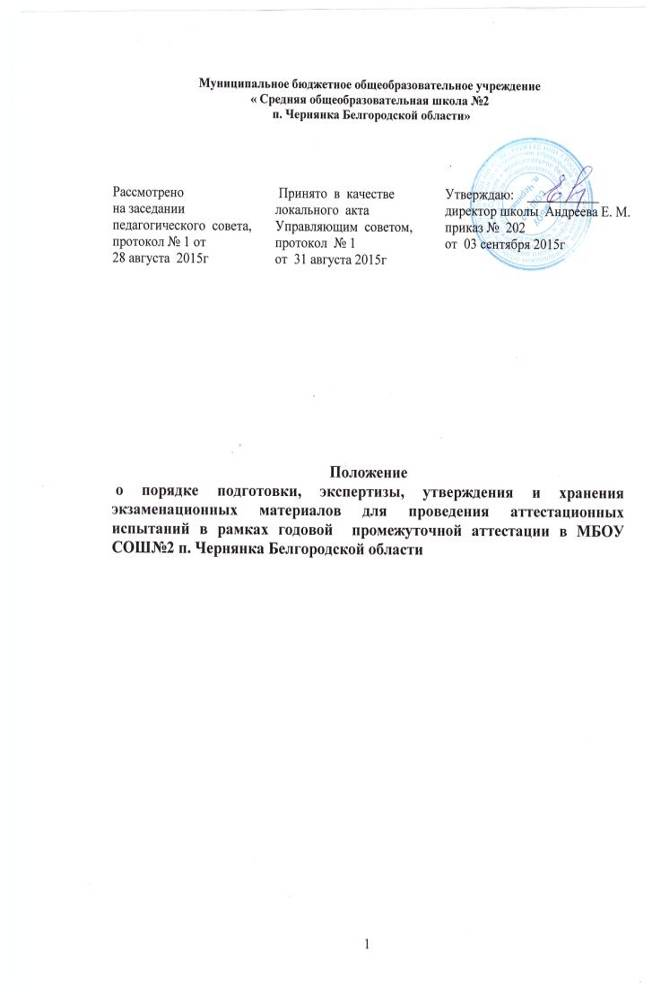 Муниципальное бюджетное общеобразовательное учреждение
« Средняя общеобразовательная школа №2
п. Чернянка Белгородской области»
Рассмотрено
на заседании
педагогического совета,
протокол № 1 от
28 августа 2015г
Принято в качестве
локального акта
Управляющим советом,
протокол № 1
от 31 августа 2015г
Утверждаю:
директор школы Андреева Е. М.
приказ № 202
от 03 сентября 2015г
Положение
о порядке подготовки, экспертизы, утверждения и хранения
экзаменационных материалов для проведения аттестационных
испытаний в рамках годовой промежуточной аттестации в МБОУ
СОШ№2 п. Чернянка Белгородской области
1